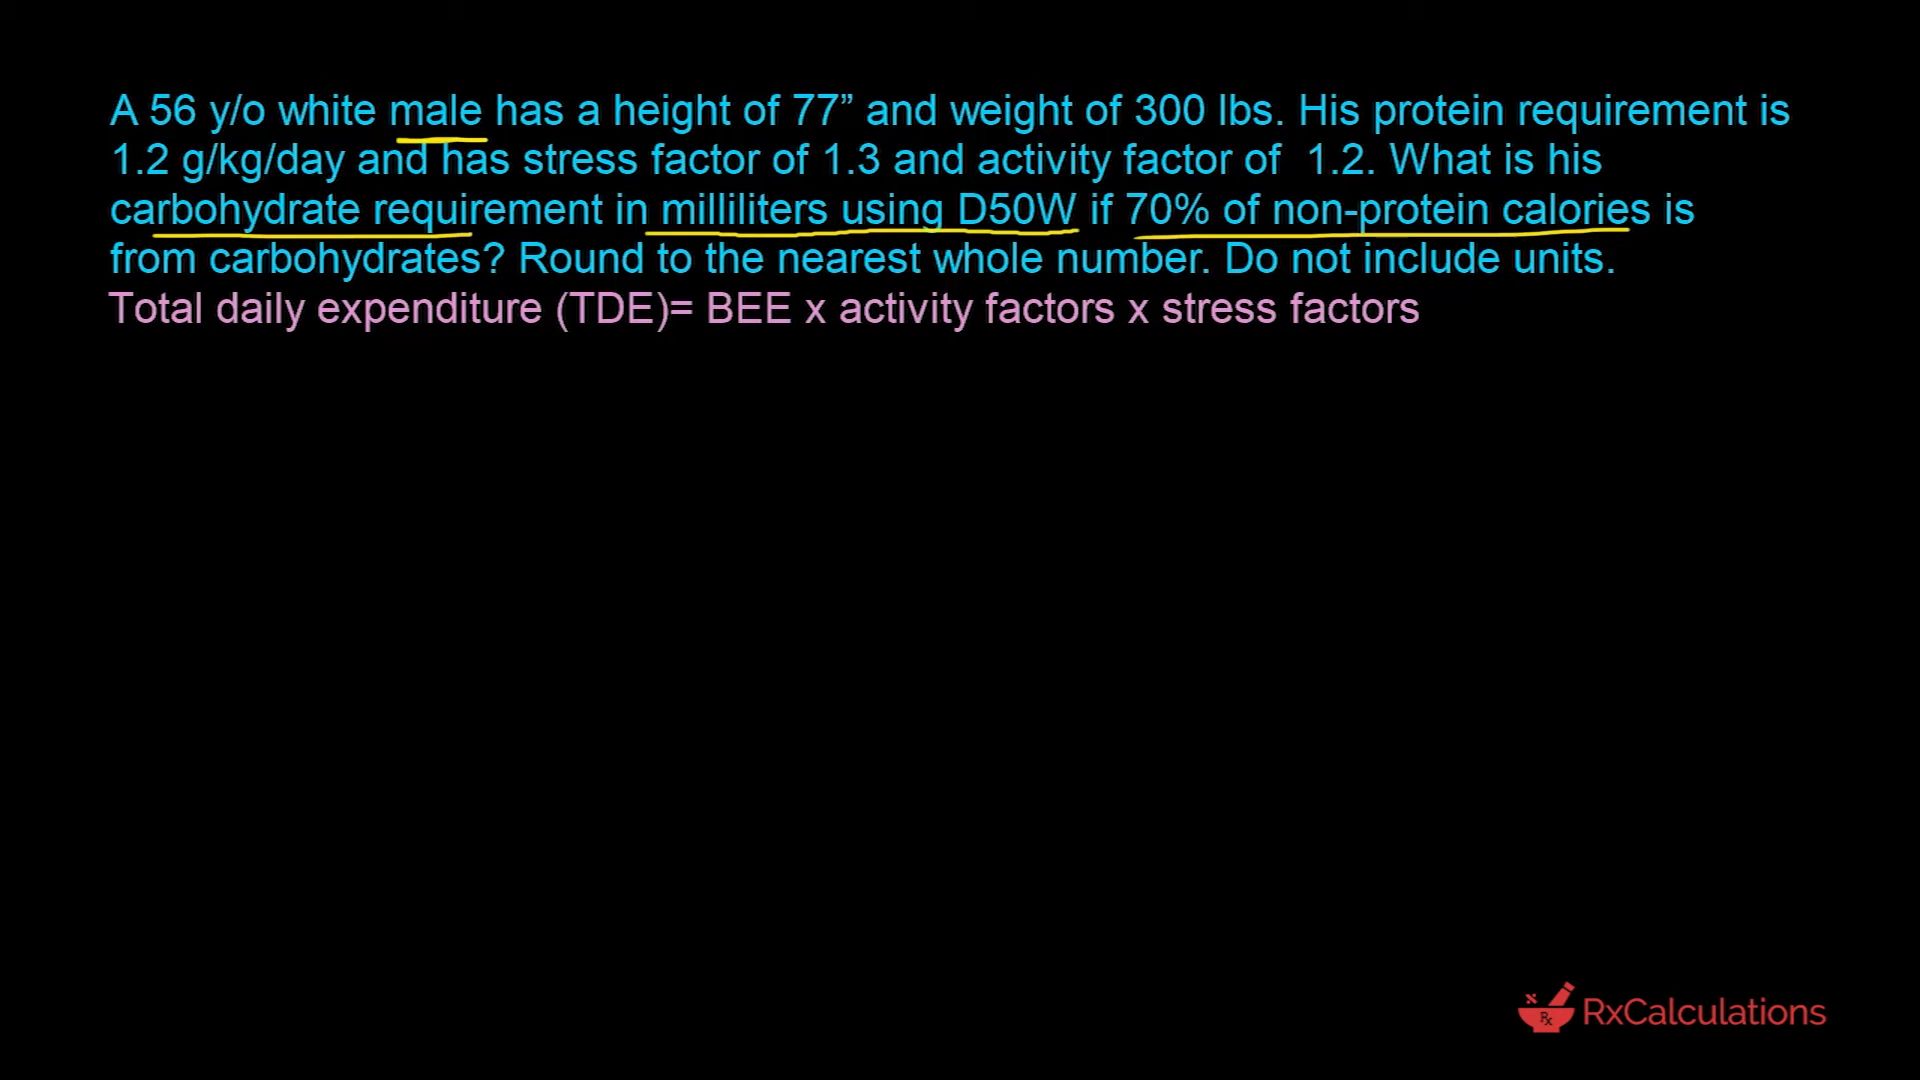 A 56 y/o white male has a height of 77” and weight of 300 lbs. His protein requirement is
1.2 g/kg/day and has stress factor of 1.3 and activity factor of  1.2. What is his
carbohydrate requirement in milliliters using D50W if 70% of non-protein calories is
from carbohydrates? Round to the nearest whole number. Do not include units.
Total daily expenditure (TDE)= BEE x activity factors x stress factors
Rx
RxCalculations